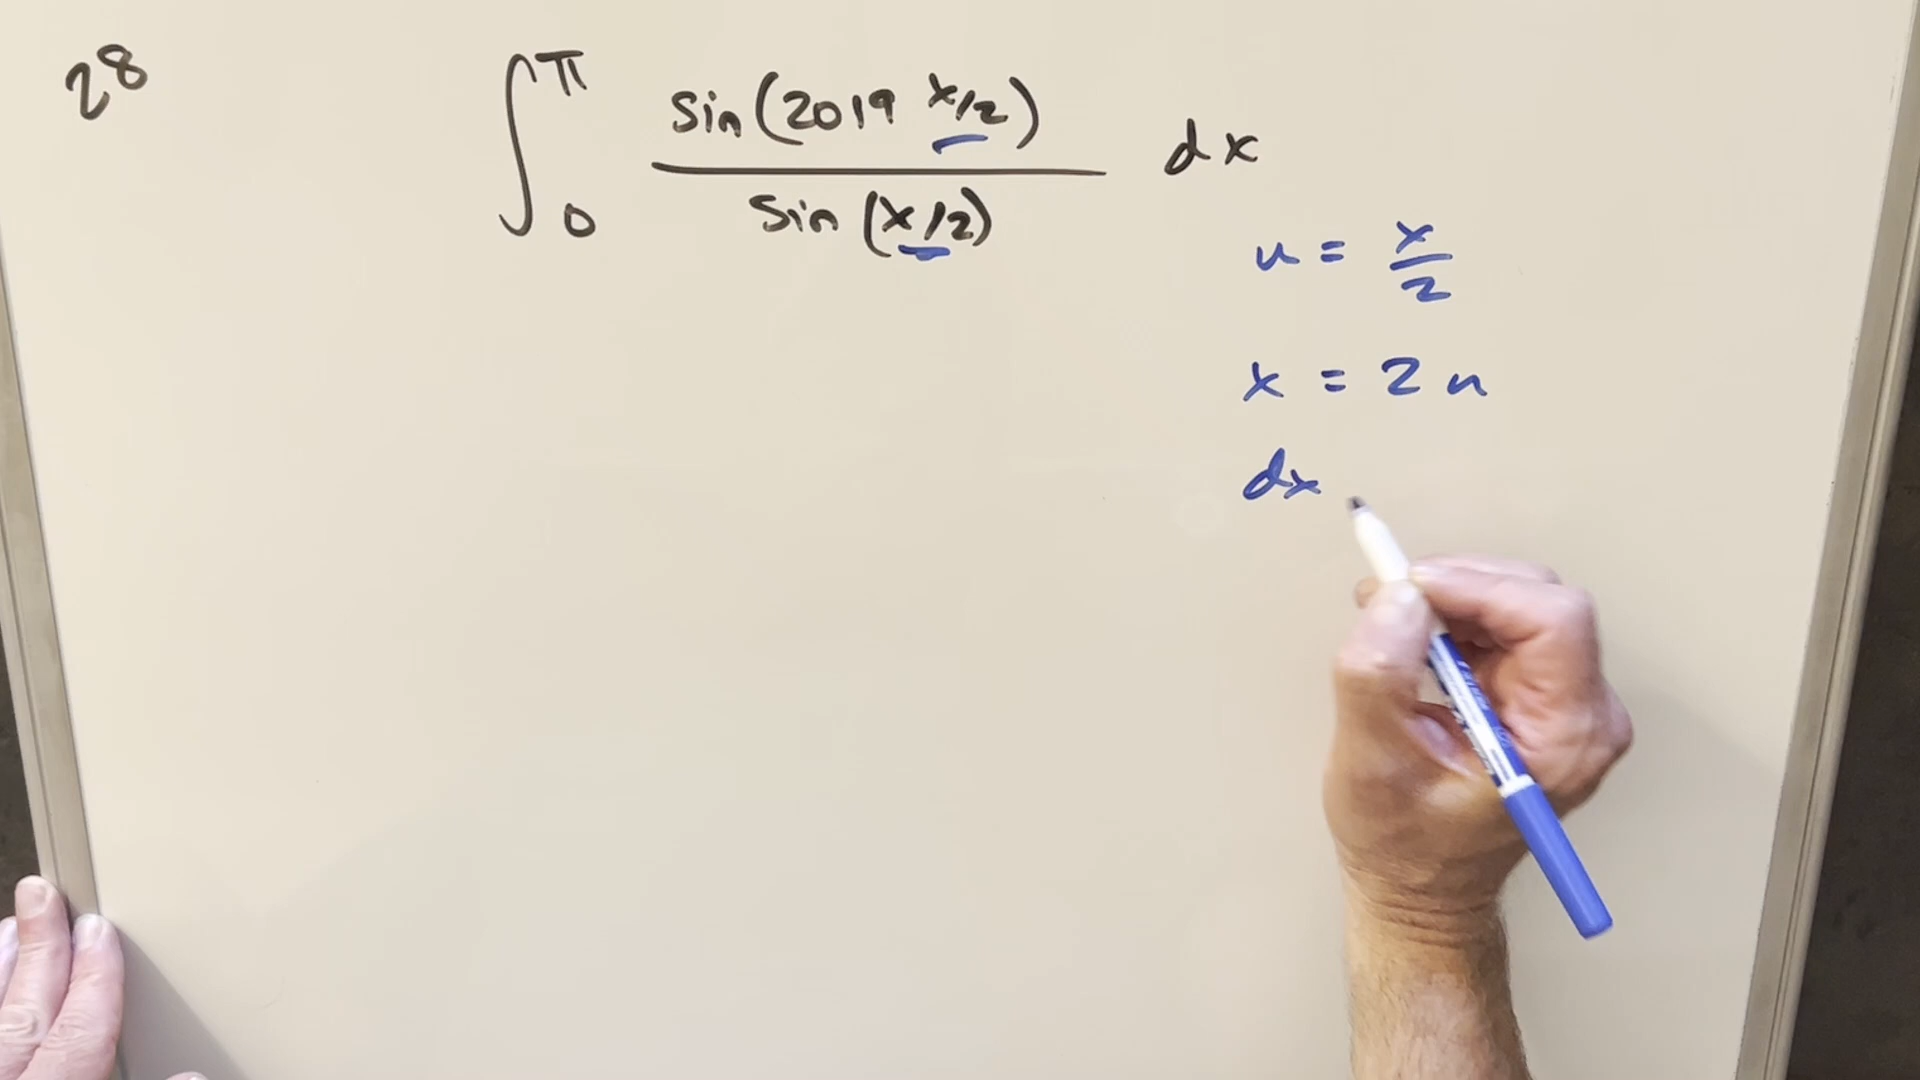 2⁸
∫₀^π sin(2019 x/2) / sin(x/2) dx
u = x/2
x = 2u
dx